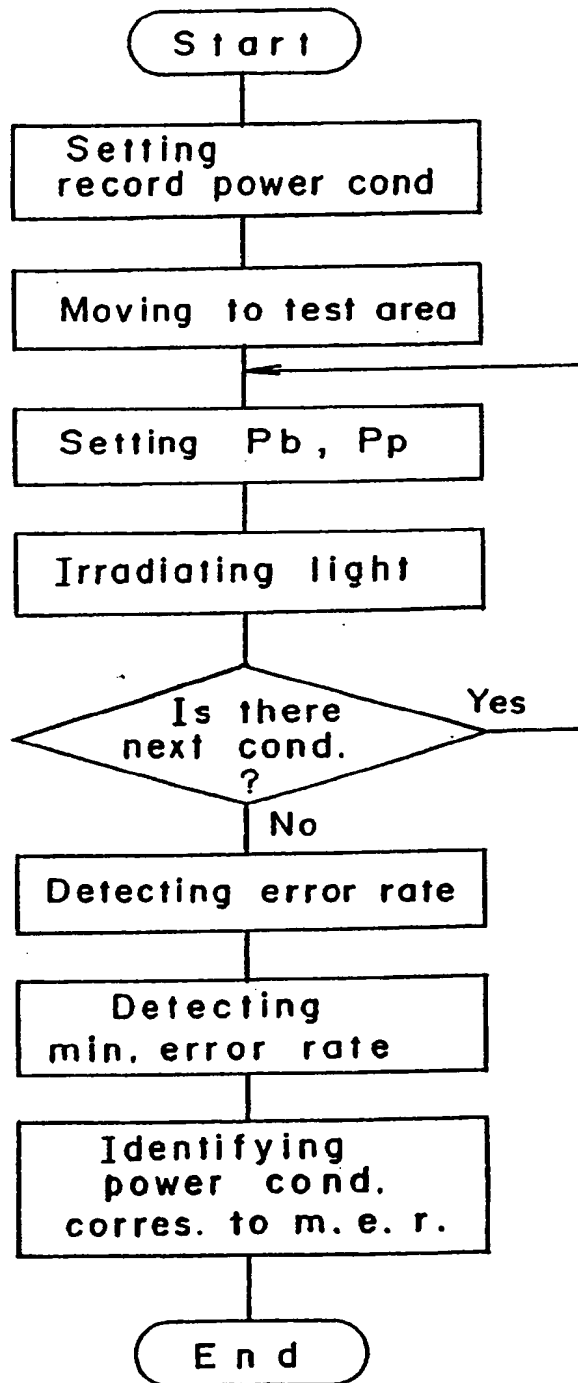 Start
Setting
record power cond
Moving to test area
Setting Pb, Pp
Irradiating light
Is there
next cond.
?
Yes
No
Detecting error rate
Detecting
min. error rate
Identifying
power cond.
corres. to m. e. r.
End